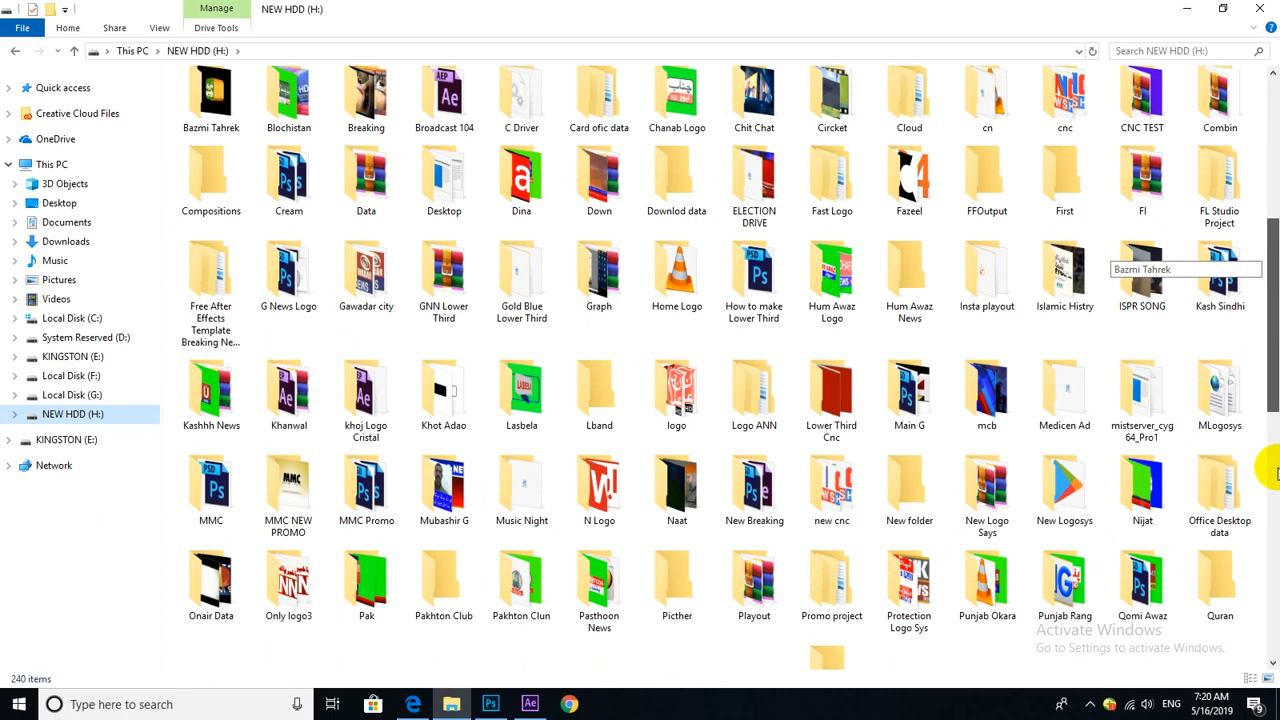 Manage
NEW HDD (H:)
File
Home
Share
View
Drive Tools
This PC
NEW HDD (H:)
Search NEW HDD (H:)
Quick access
Creative Cloud Files
OneDrive
This PC
3D Objects
Desktop
Documents
Downloads
Music
Pictures
Videos
Local Disk (C:)
System Reserved (D:)
KINGSTON (E:)
Local Disk (F:)
Local Disk (G:)
NEW HDD (H:)
KINGSTON (E:)
Network
Bazmi Tahrek
Blochistan
Breaking
Broadcast 104
C Driver
Card ofic data
Chanab Logo
Chit Chat
Circket
Cloud
cn
cnc
CNC TEST
Combin
Compositions
Cream
Data
Desktop
Dina
Down
Downlod data
ELECTION
DRIVE
Fast Logo
Fazeel
FFOutput
First
Fl
FL Studio
Project
Bazmi Tahrek
Free After
Effects
Template
Breaking Ne...
G News Logo
Gawadar city
GNN Lower
Third
Gold Blue
Lower Third
Graph
Home Logo
How to make
Lower Third
Hum Awaz
Logo
Hum Awaz
News
Insta playout
Islamic Histry
ISPR SONG
Kash Sindhi
Kashhh News
Khanwal
khoj Logo
Cristal
Khot Adao
Lasbela
Lband
logo
Logo ANN
Lower Third
Cnc
Main G
mcb
Medicen Ad
mistserver_cyg
64_Pro1
MLogosys
MMC
MMC NEW
PROMO
MMC Promo
Mubashir G
Music Night
N Logo
Naat
New Breaking
new cnc
New folder
New Logo
Says
New Logosys
Nijat
Office Desktop
data
Onair Data
Only logo3
Pak
Pakhton Club
Pakhton Clun
Pasthoon
News
Picther
Playout
Promo project
Protection
Logo Sys
Punjab Okara
Punjab Rang
Qomi Awaz
Quran
Activate Windows
Go to Settings to activate Windows.
240 items
Type here to search
ENG
7:20 AM
5/16/2019